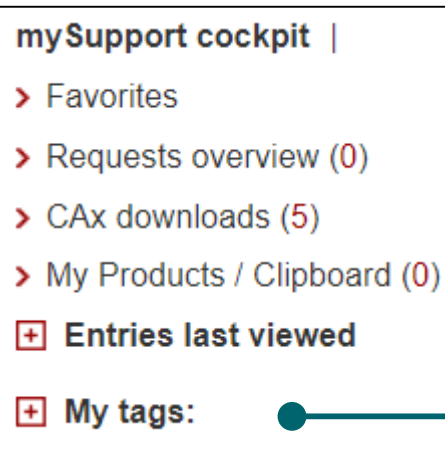 mySupport cockpit |
Favorites
Requests overview (0)
CAx downloads (5)
My Products / Clipboard (0)
Entries last viewed
My tags: